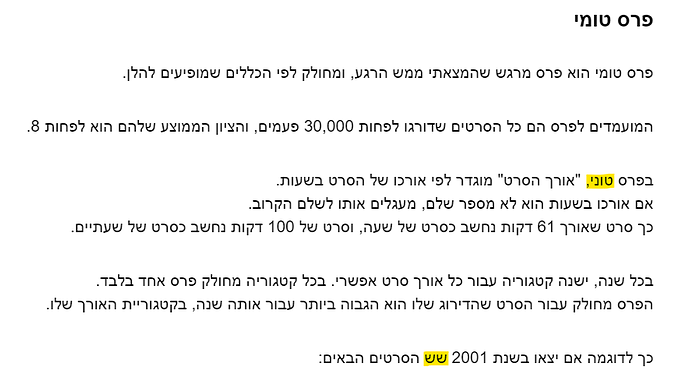 פרס טומי
פרס טומי הוא פרס מרגש שהמצאתי ממש הרגע, ומחולק לפי הכללים שמופיעים להלן.
המועמדים לפרס הם כל הסרטים שדורגו לפחות 30,000 פעמים, והציון הממוצע שלהם הוא לפחות 8.
בפרס טוני, "אורך הסרט" מוגדר לפי אורכו של הסרט בשעות.
אם אורכו בשעות הוא לא מספר שלם, מעגלים אותו לשלם הקרוב.
כך סרט שאורך 61 דקות נחשב כסרט של שעה, וסרט של 100 דקות נחשב כסרט של שעתיים.
בכל שנה, ישנה קטגוריה עבור כל אורך סרט אפשרי. בכל קטגוריה מחולק פרס אחד בלבד.
הפרס מחולק עבור הסרט שהדירוג שלו הוא הגבוה ביותר עבור אותה שנה, בקטגוריית האורך שלו.
כך לדוגמה אם יצאו בשנת 2001 שש הסרטים הבאים: